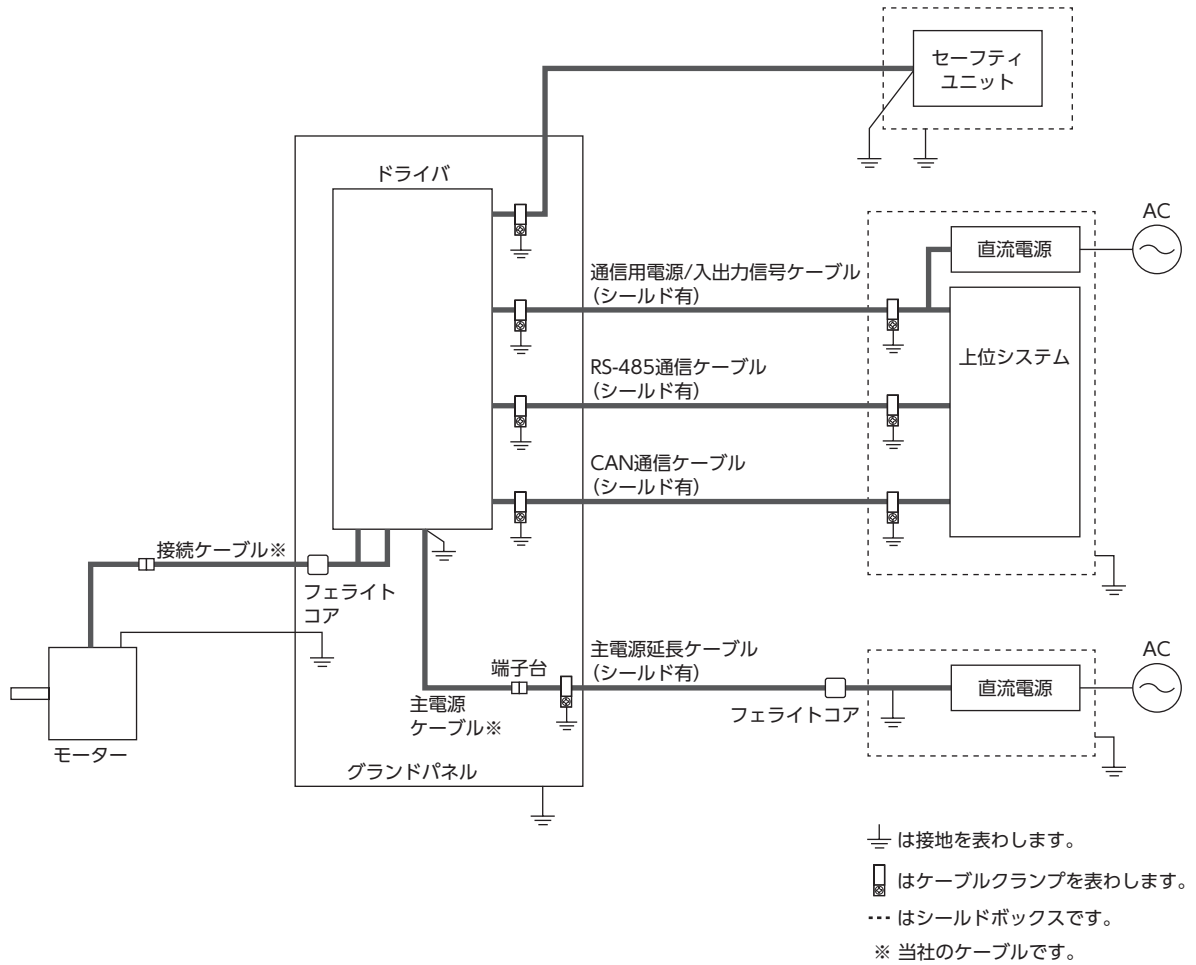 セーフティ
ユニット
ドライバ
AC
直流電源
通信用電源/入出力信号ケーブル
（シールド有）
上位システム
RS-485通信ケーブル
（シールド有）
CAN通信ケーブル
（シールド有）
接続ケーブル※
フェライト
コア
主電源延長ケーブル
（シールド有）
AC
端子台
直流電源
主電源
ケーブル※
フェライトコア
モーター
グランドパネル
は接地を表わします。
はケーブルクランプを表わします。
はシールドボックスです。
※ 当社のケーブルです。